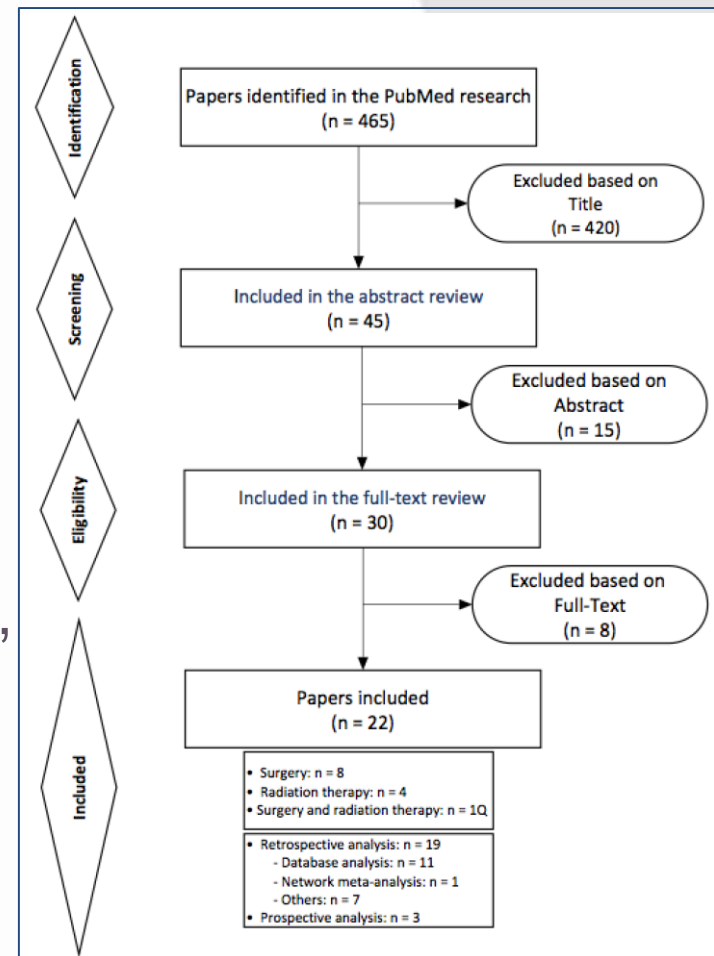 Identification
Papers identified in the PubMed research
(n = 465)
Excluded based on
Title
(n = 420)
Screening
Included in the abstract review
(n = 45)
Excluded based on
Abstract
(n = 15)
Eligibility
Included in the full-text review
(n = 30)
Excluded based on
Full-Text
(n = 8)
,
Included
Papers included
(n = 22)
• Surgery: n = 8
• Radiation therapy: n = 4
• Surgery and radiation therapy: n = 1Q
• Retrospective analysis: n = 19
- Database analysis: n = 11
- Network meta-analysis: n = 1
- Others: n = 7
• Prospective analysis: n = 3